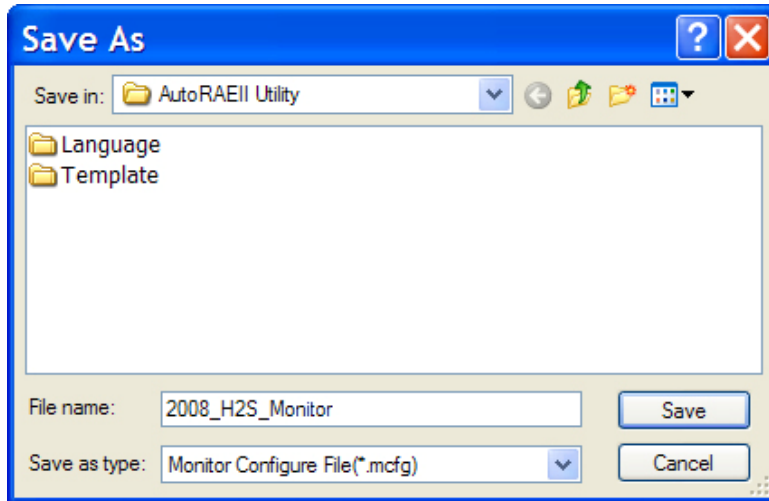 Save As
Save in: AutoRAEII Utility
Language
Template
File name: 2008_H2S_Monitor Save
Save as type: Monitor Configure File(*.mcfg) Cancel